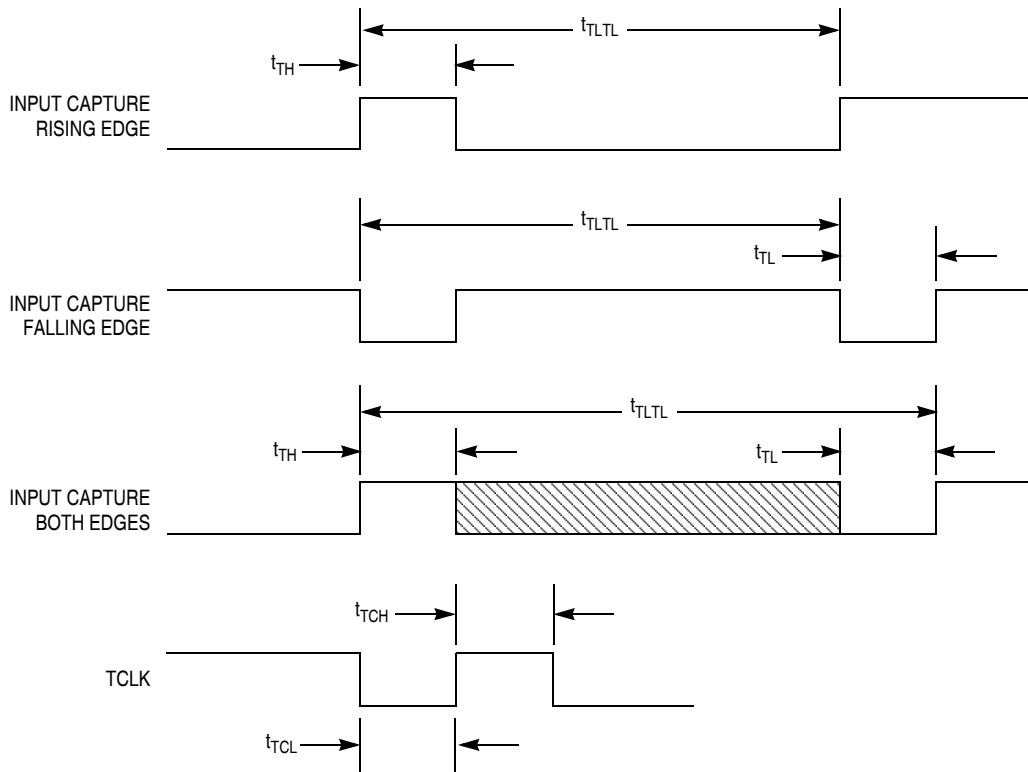 tTLTL
tTH
INPUT CAPTURE
RISING EDGE
tTLTL
tTL
INPUT CAPTURE
FALLING EDGE
tTLTL
tTH
tTL
INPUT CAPTURE
BOTH EDGES
tTCH
TCLK
tTCL